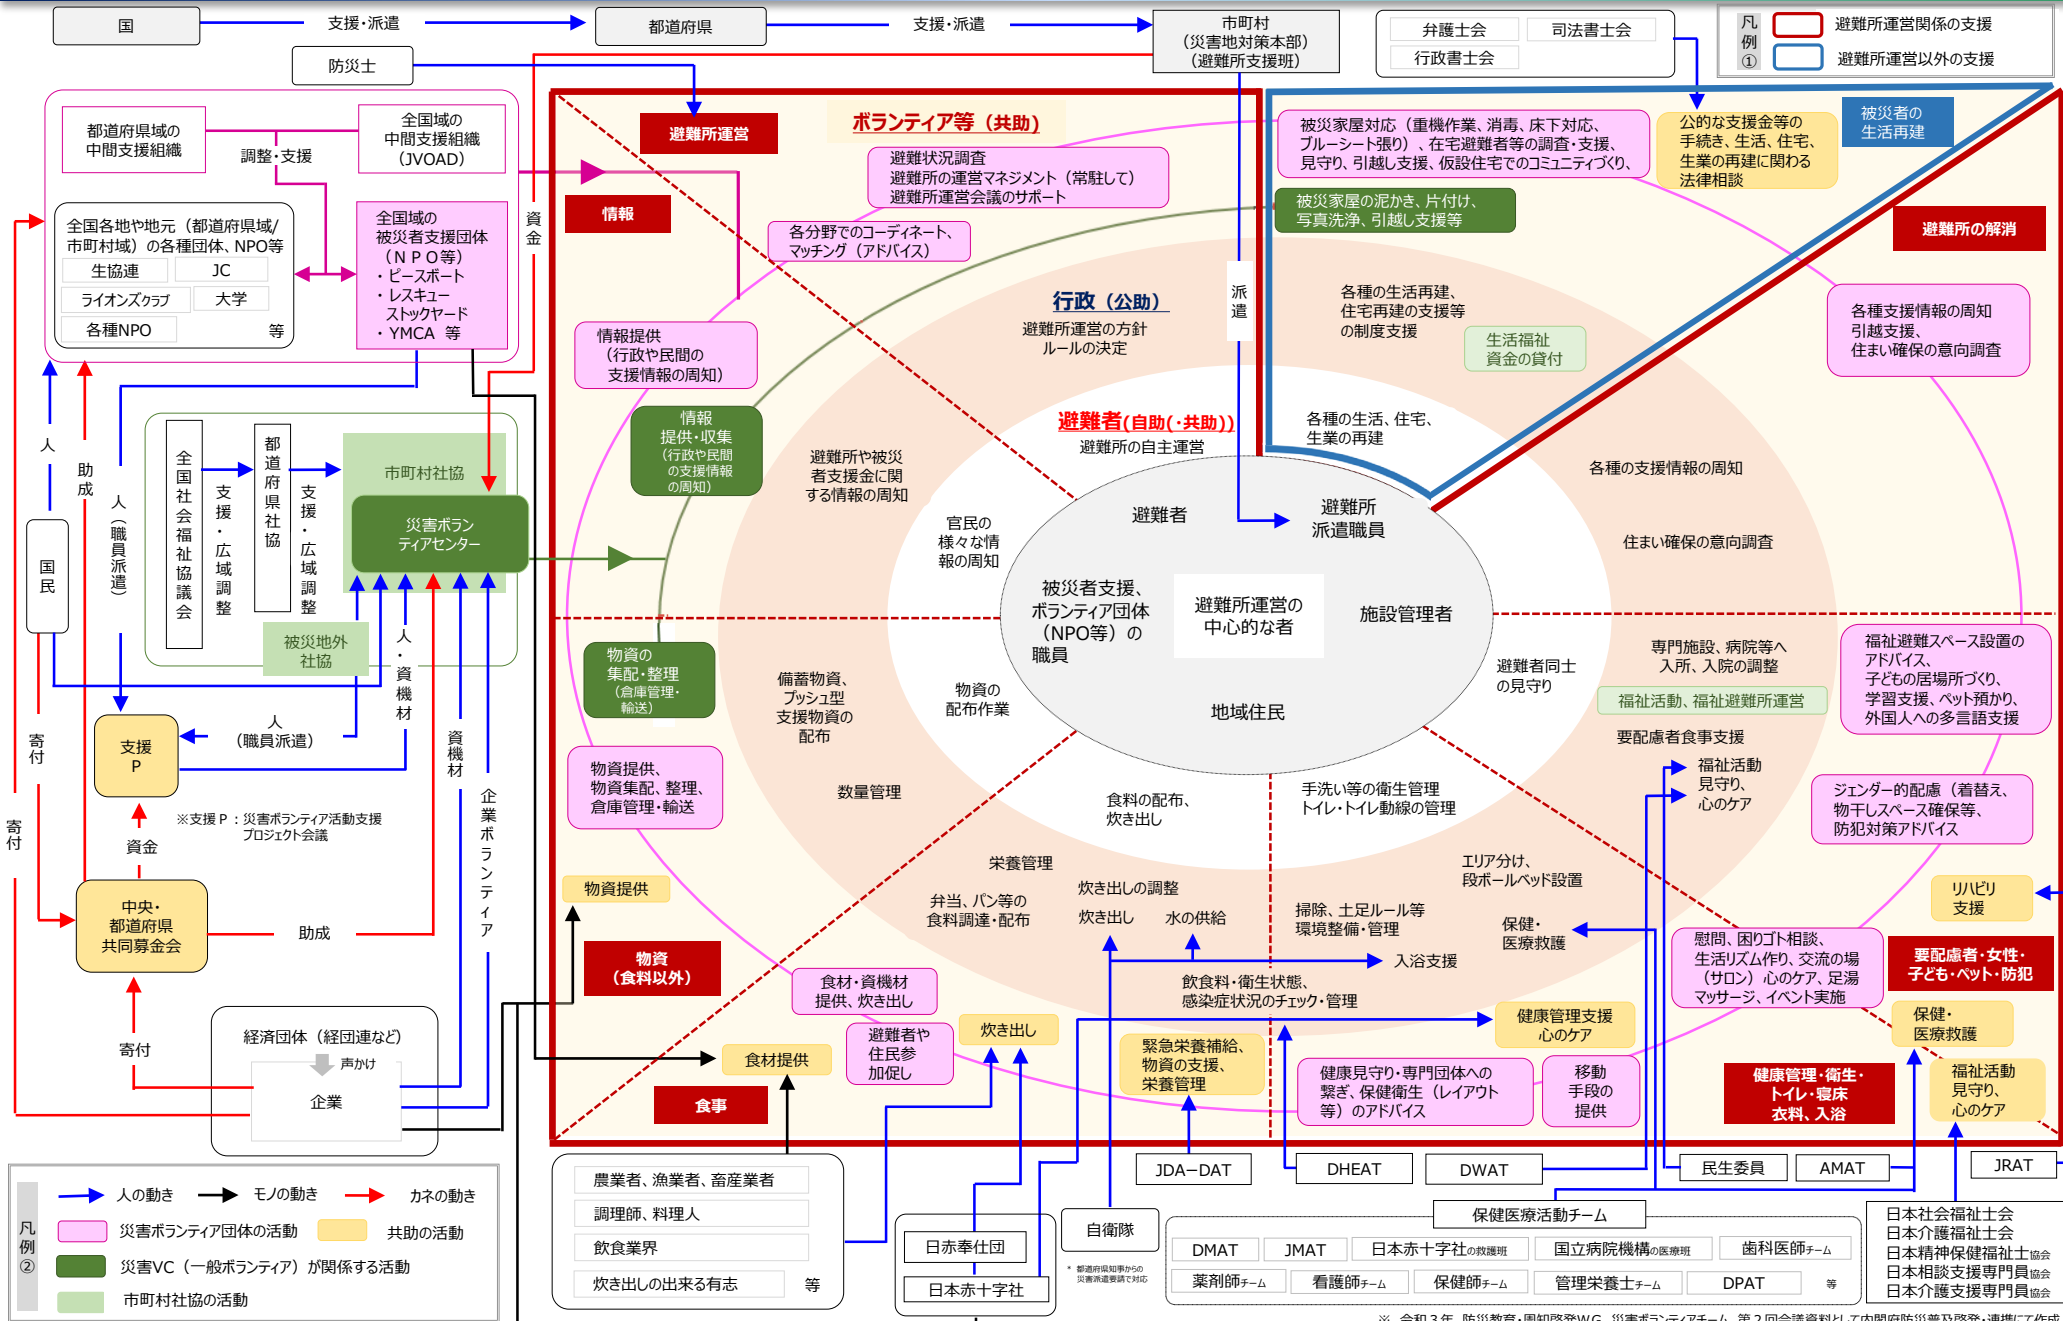 国
支援・派遣
都道府県
支援・派遣
市町村
(災害地対策本部)
(避難所支援班)
弁護士会
司法書士会
行政書士会
凡例①
避難所運営関係の支援
避難所運営以外の支援
防災士
都道府県域の
中間支援組織
全国域の
中間支援組織
(JVOAD)
調整・支援
全国各地や地元(都道府県域/
市町村域)の各種団体、NPO等
生協連
JC
ライオンズクラブ
大学
各種NPO
等
全国域の
被災者支援団体
(NPO等)
・ピースボート
・レスキュー
ストックヤード
・YMCA 等
資金
人
助成
人(職員派遣)
全国社会福祉協議会
支援・広域調整
都道府県社協
支援・広域調整
市町村社協
災害ボラン
ティアセンター
被災地外
社協
国民
人・資機材
資機材
企業ボランティア
寄付
寄付
支援
P
人
(職員派遣)
※支援P:災害ボランティア活動支援
プロジェクト会議
資金
中央・
都道府県
共同募金会
助成
寄付
経済団体(経団連など)
声かけ
企業
凡例②
人の動き
モノの動き
カネの動き
災害ボランティア団体の活動
共助の活動
災害VC(一般ボランティア)が関係する活動
市町村社協の活動
避難所運営
ボランティア等(共助)
避難状況調査
避難所の運営マネジメント(常駐して)
避難所運営会議のサポート
情報
各分野でのコーディネート、
マッチング(アドバイス)
情報提供
(行政や民間の
支援情報の周知)
情報
提供・収集
(行政や民間
の支援情報
の周知)
行政(公助)
避難所運営の方針
ルールの決定
派遣
避難者(自助(・共助))
避難所の自主運営
避難所や被災
者支援金に関
する情報の周知
官民の
様々な情
報の周知
被災家屋対応(重機作業、消毒、床下対応、
ブルーシート張り)、在宅避難者等の調査・支援、
見守り、引越し支援、仮設住宅でのコミュニティづくり、
公的な支援金等の
手続き、生活、住宅、
生業の再建に関わる
法律相談
被災者の
生活再建
被災家屋の泥かき、片付け、
写真洗浄、引越し支援等
避難所の解消
各種の生活再建、
住宅再建の支援等
の制度支援
生活福祉
資金の貸付
各種支援情報の周知
引越支援、
住まい確保の意向調査
各種の生活、住宅、
生業の再建
各種の支援情報の周知
住まい確保の意向調査
避難者
避難所
派遣職員
被災者支援、
ボランティア団体
(NPO等)の
職員
避難所運営の
中心的な者
施設管理者
地域住民
物資の
集配・整理
(倉庫管理・
輸送)
備蓄物資、
プッシュ型
支援物資の
配布
物資の
配布作業
数量管理
物資提供、
物資集配、整理、
倉庫管理・輸送
物資提供
物資
(食料以外)
避難者同士
の見守り
専門施設、病院等へ
入所、入院の調整
福祉活動、福祉避難所運営
要配慮者食事支援
福祉活動
見守り、
心のケア
福祉避難スペース設置の
アドバイス、
子どもの居場所づくり、
学習支援、ペット預かり、
外国人への多言語支援
ジェンダー的配慮(着替え、
物干しスペース確保等、
防犯対策アドバイス
リハビリ
支援
要配慮者・女性・
子ども・ペット・防犯
慰問、困りゴト相談、
生活リズム作り、交流の場
(サロン)心のケア、足湯
マッサージ、イベント実施
食料の配布、
炊き出し
手洗い等の衛生管理
トイレ・トイレ動線の管理
栄養管理
弁当、パン等の
食料調達・配布
炊き出しの調整
炊き出し
水の供給
エリア分け、
段ボールベッド設置
掃除、土足ルール等
環境整備・管理
保健・
医療救護
入浴支援
飲食料・衛生状態、
感染症状況のチェック・管理
食材・資機材
提供、炊き出し
避難者や
住民参
加促し
炊き出し
食材提供
食事
緊急栄養補給、
物資の支援、
栄養管理
健康管理支援
心のケア
健康見守り・専門団体への
繋ぎ、保健衛生(レイアウト
等)のアドバイス
移動
手段の
提供
健康管理・衛生・
トイレ・寝床
衣料、入浴
保健・
医療救護
福祉活動
見守り、
心のケア
農業者、漁業者、畜産業者
調理師、料理人
飲食業界
炊き出しの出来る有志
等
日赤奉仕団
日本赤十字社
自衛隊
* 都道府県知事からの
災害派遣要請で対応
JDA-DAT
DHEAT
DWAT
民生委員
AMAT
JRAT
保健医療活動チーム
DMAT
JMAT
日本赤十字社の救護班
国立病院機構の医療班
歯科医師チーム
薬剤師チーム
看護師チーム
保健師チーム
管理栄養士チーム
DPAT
等
日本社会福祉士会
日本介護福祉士会
日本精神保健福祉士協会
日本相談支援専門員協会
日本介護支援専門員協会
※ 令和3年 防災教育・周知啓発WG 災害ボランティアチーム 第2回会議資料として内閣府防災普及啓発・連携にて作成